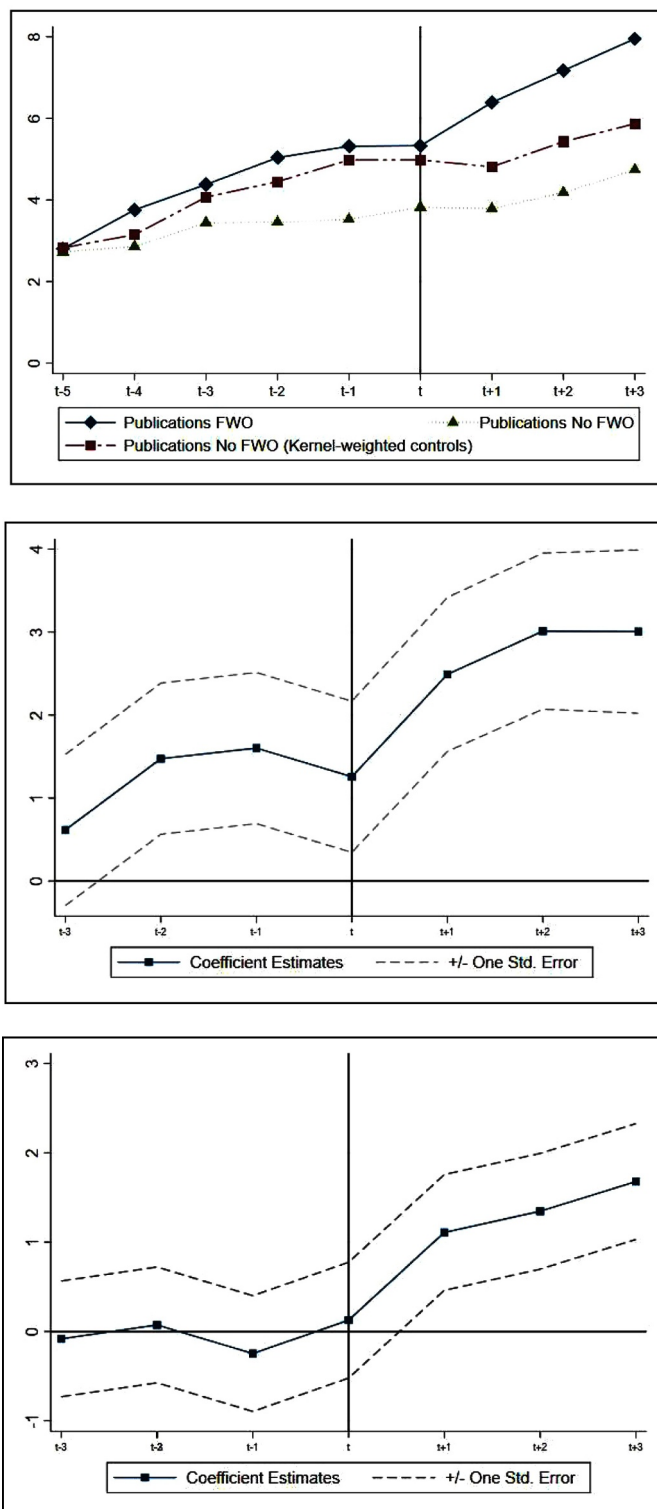 8
6
4
2
0
t-5 t-4 t-3 t-2 t-1 t t+1 t+2 t+3
Publications FWO Publications No FWO
Publications No FWO (Kernel-weighted controls)
4
3
2
1
0
t-3 t-2 t-1 t t+1 t+2 t+3
Coefficient Estimates +/- One Std. Error
3
2
1
0
-1
t-3 t-2 t-1 t t+1 t+2 t+3
Coefficient Estimates +/- One Std. Error